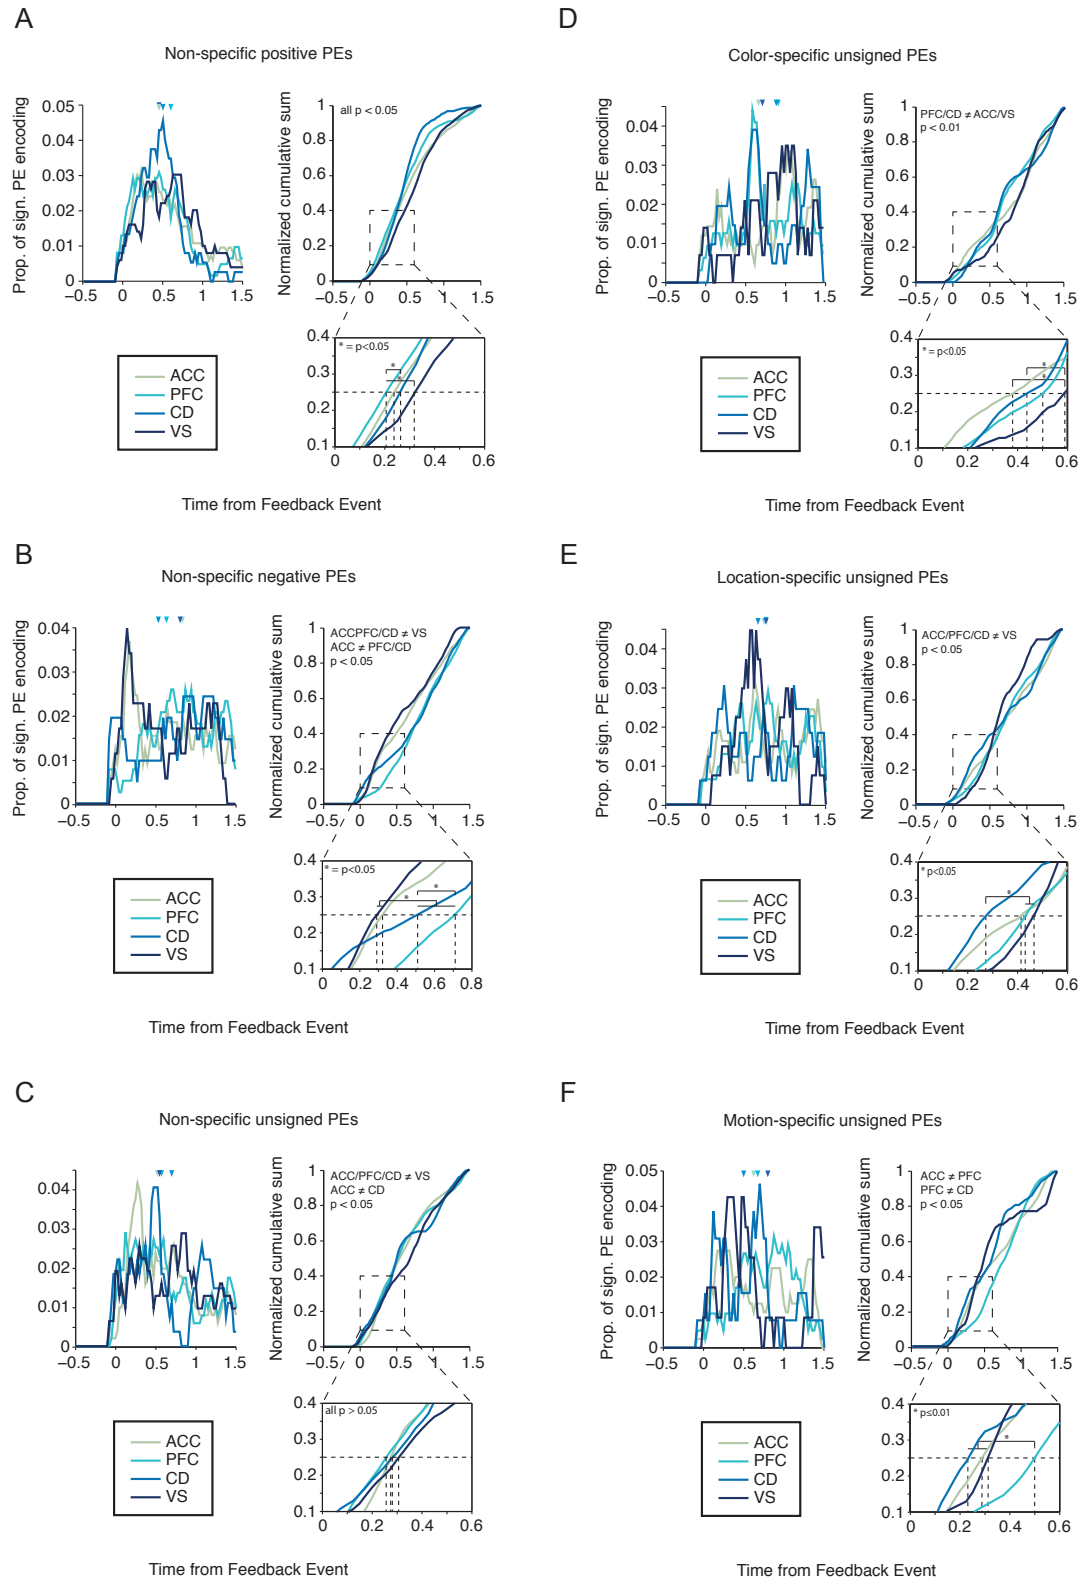 A
Non-specific positive PEs
Prop. of sign. PE encoding
0.05
0.04
0.03
0.02
0.01
0
−0.5 0 0.5 1 1.5
Normalized cumulative sum
all p < 0.05
1
0.8
0.6
0.4
0.2
0
−0.5 0 0.5 1 1.5
* = p<0.05
*
*
0.4
0.3
0.2
0.1
0 0.2 0.4 0.6
ACC
PFC
CD
VS
Time from Feedback Event
B
Non-specific negative PEs
Prop. of sign. PE encoding
0.04
0.03
0.02
0.01
0
−0.5 0 0.5 1 1.5
Normalized cumulative sum
ACCPFC/CD ≠ VS
ACC ≠ PFC/CD
p < 0.05
1
0.8
0.6
0.4
0.2
0
−0.5 0 0.5 1.5
* = p<0.05
*
*
0.4
0.3
0.2
0.1
0 0.2 0.4 0.6 0.8
ACC
PFC
CD
VS
Time from Feedback Event
C
Non-specific unsigned PEs
Prop. of sign. PE encoding
0.04
0.03
0.02
0.01
0
−0.5 0 0.5 1 1.5
Normalized cumulative sum
ACC/PFC/CD ≠ VS
ACC ≠ CD
p < 0.05
1
0.8
0.6
0.4
0.2
0
−0.5 0 0.5 1 1.5
all p > 0.05
0.4
0.3
0.2
0.1
0 0.2 0.4 0.6
ACC
PFC
CD
VS
Time from Feedback Event
D
Color-specific unsigned PEs
Prop. of sign. PE encoding
0.04
0.03
0.02
0.01
0
−0.5 0 0.5 1 1.5
Normalized cumulative sum
PFC/CD ≠ ACC/VS
p < 0.01
1
0.8
0.6
0.4
0.2
0
−0.5 0 0.5 1 1.5
* = p<0.05
*
*
0.4
0.3
0.2
0.1
0 0.2 0.4 0.6
ACC
PFC
CD
VS
Time from Feedback Event
E
Location-specific unsigned PEs
Prop. of sign. PE encoding
0.04
0.03
0.02
0.01
0
−0.5 0 0.5 1 1.5
Normalized cumulative sum
ACC/PFC/CD ≠ VS
p < 0.05
1
0.8
0.6
0.4
0.2
0
−0.5 0 0.5 1 1.5
* p<0.05
*
0.4
0.3
0.2
0.1
0 0.2 0.4 0.6
ACC
PFC
CD
VS
Time from Feedback Event
F
Motion-specific unsigned PEs
Prop. of sign. PE encoding
0.05
0.04
0.03
0.02
0.01
0
−0.5 0 0.5 1 1.5
Normalized cumulative sum
ACC ≠ PFC
PFC ≠ CD
p < 0.05
1
0.8
0.6
0.4
0.2
0
−0.5 0 0.5 1 1.5
* p≤0.01
*
0.4
0.3
0.2
0.1
0 0.2 0.4 0.6
ACC
PFC
CD
VS
Time from Feedback Event